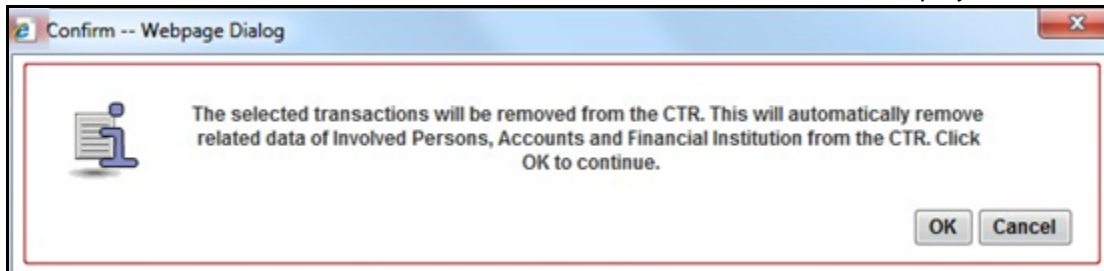 Confirm -- Webpage Dialog
The selected transactions will be removed from the CTR. This will automatically remove
related data of Involved Persons, Accounts and Financial Institution from the CTR. Click
OK to continue.
OK Cancel